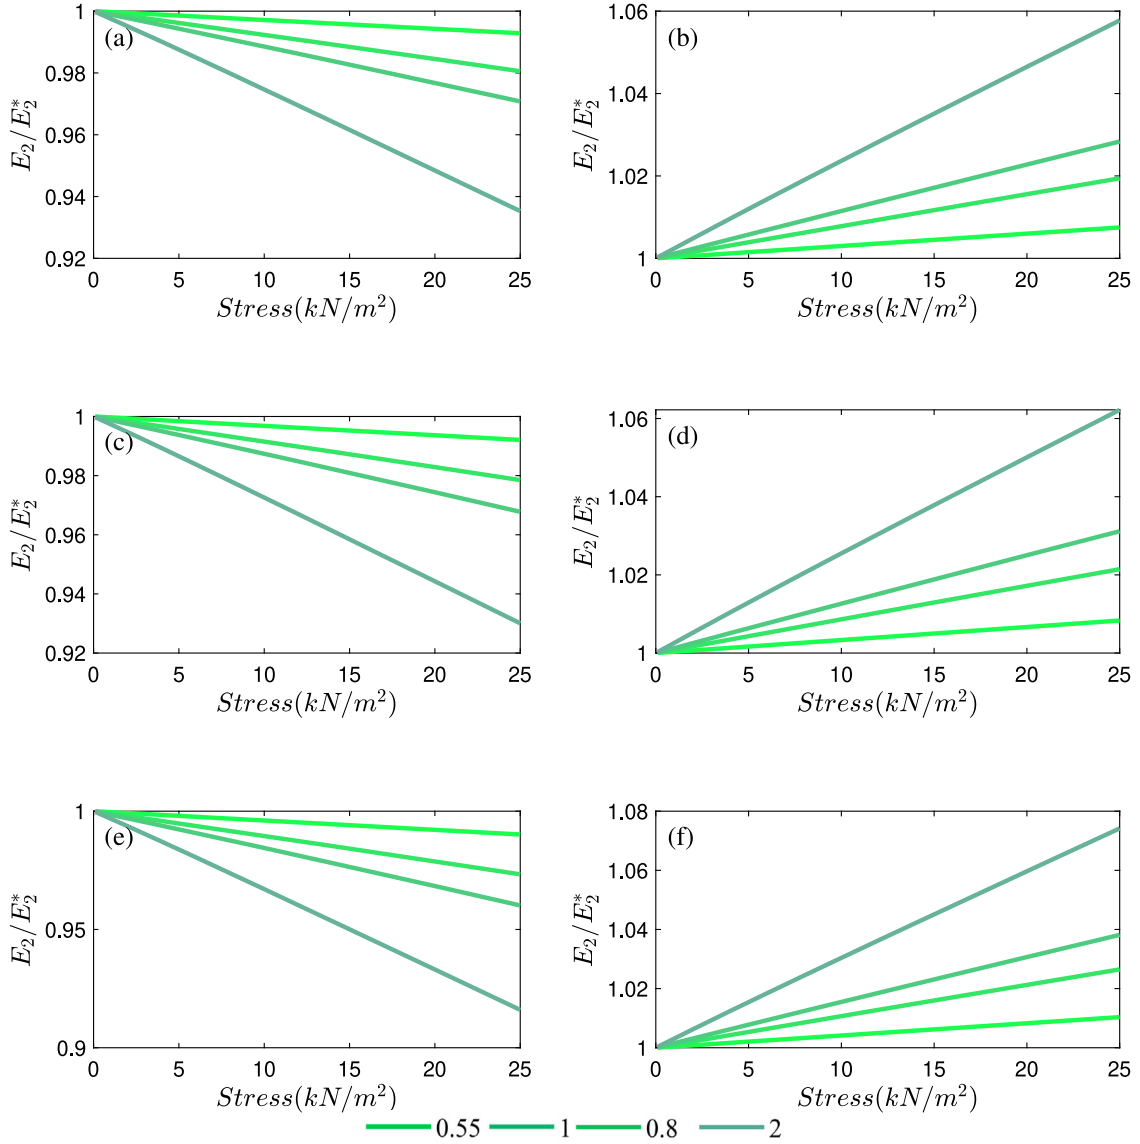 (a)
1
0.98
0.96
0.94
0.92
E₂/E₂*
0 5 10 15 20 25
Stress(kN/m²)
(b)
1.06
1.04
1.02
1
E₂/E₂*
0 5 10 15 20 25
Stress(kN/m²)
(c)
1
0.98
0.96
0.94
0.92
E₂/E₂*
0 5 10 15 20 25
Stress(kN/m²)
(d)
1.06
1.04
1.02
1
E₂/E₂*
0 5 10 15 20 25
Stress(kN/m²)
(e)
1
0.95
0.9
E₂/E₂*
0 5 10 15 20 25
Stress(kN/m²)
(f)
1.08
1.06
1.04
1.02
1
E₂/E₂*
0 5 10 15 20 25
Stress(kN/m²)
0.55 1 0.8 2